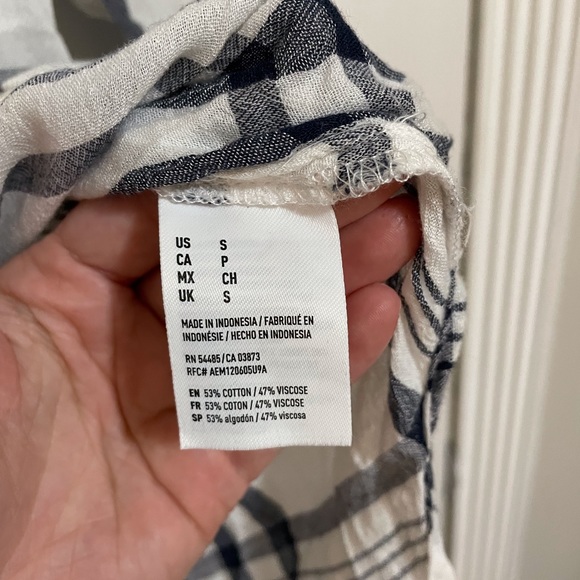 US S
CA P
MX CH
UK S
MADE IN INDONESIA / FABRIQUÉ EN
INDONÉSIE / HECHO EN INDONESIA
RN 54485 / CA 03873
RFC# AEM120605U9A
EN 53% COTTON / 47% VISCOSE
FR 53% COTON / 47% VISCOSE
SP 53% algodón / 47% viscosa